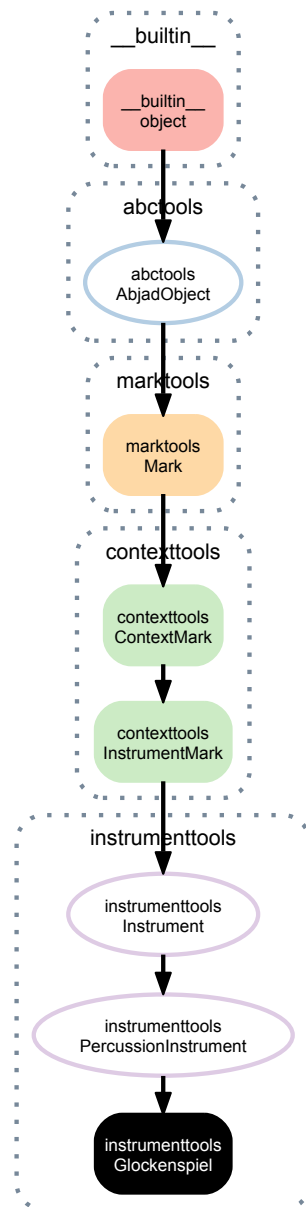 __builtin__
__builtin__
object
abctools
abctools
AbjadObject
marktools
marktools
Mark
contexttools
contexttools
ContextMark
contexttools
InstrumentMark
instrumenttools
instrumenttools
Instrument
instrumenttools
PercussionInstrument
instrumenttools
Glockenspiel